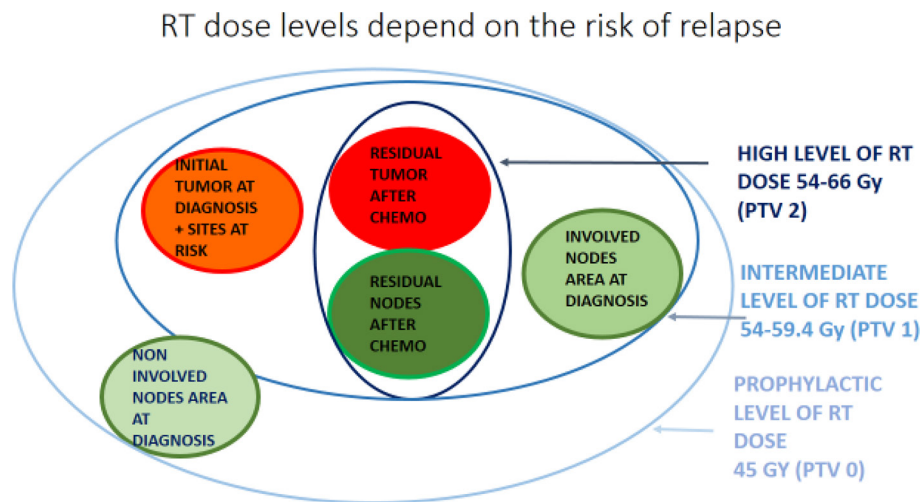 RT dose levels depend on the risk of relapse
INITIAL
TUMOR AT
DIAGNOSIS
+ SITES AT
RISK
RESIDUAL
TUMOR
AFTER
CHEMO
RESIDUAL
NODES
AFTER
CHEMO
INVOLVED
NODES
AREA AT
DIAGNOSIS
NON
INVOLVED
NODES AREA
AT
DIAGNOSIS
HIGH LEVEL OF RT
DOSE 54-66 Gy
(PTV 2)
INTERMEDIATE
LEVEL OF RT DOSE
54-59.4 Gy (PTV 1)
PROPHYLACTIC
LEVEL OF RT
DOSE
45 GY (PTV 0)